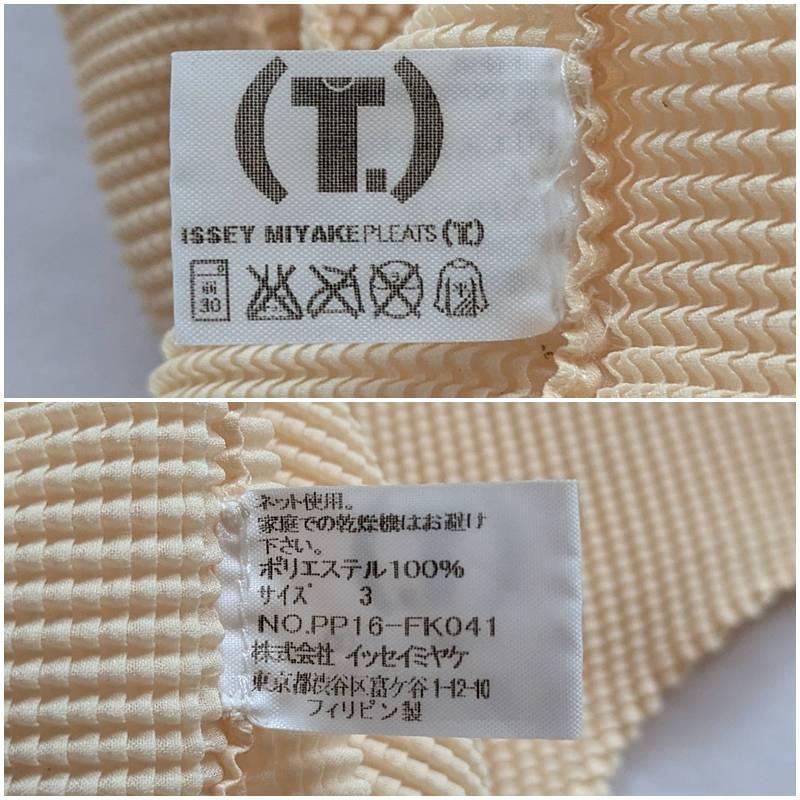 (T.)
ISSEY MIYAKE PLEATS (T.)
弱
30
平
ネット使用。
家庭での乾燥機はお避け
下さい。
ポリエステル100%
サイズ 3
NO.PP16-FK041
株式会社 イッセイミヤケ
東京都渋谷区富ケ谷1-12-10
フィリピン製